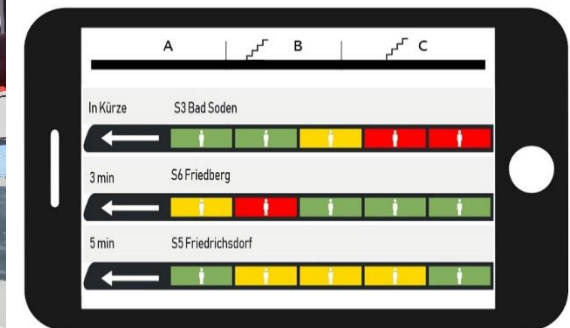 A B C
In Kürze S3 Bad Soden
3 min S6 Friedberg
5 min S5 Friedrichsdorf